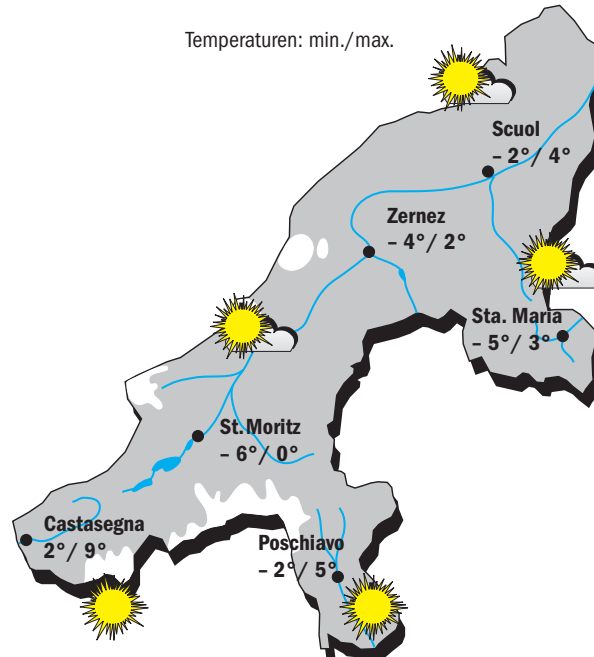 Temperaturen: min./max.
Scuol
– 2°/ 4°
Zernez
– 4°/ 2°
Sta. Maria
– 5°/ 3°
St. Moritz
– 6°/ 0°
Castasegna
2°/ 9°
Poschiavo
– 2°/ 5°